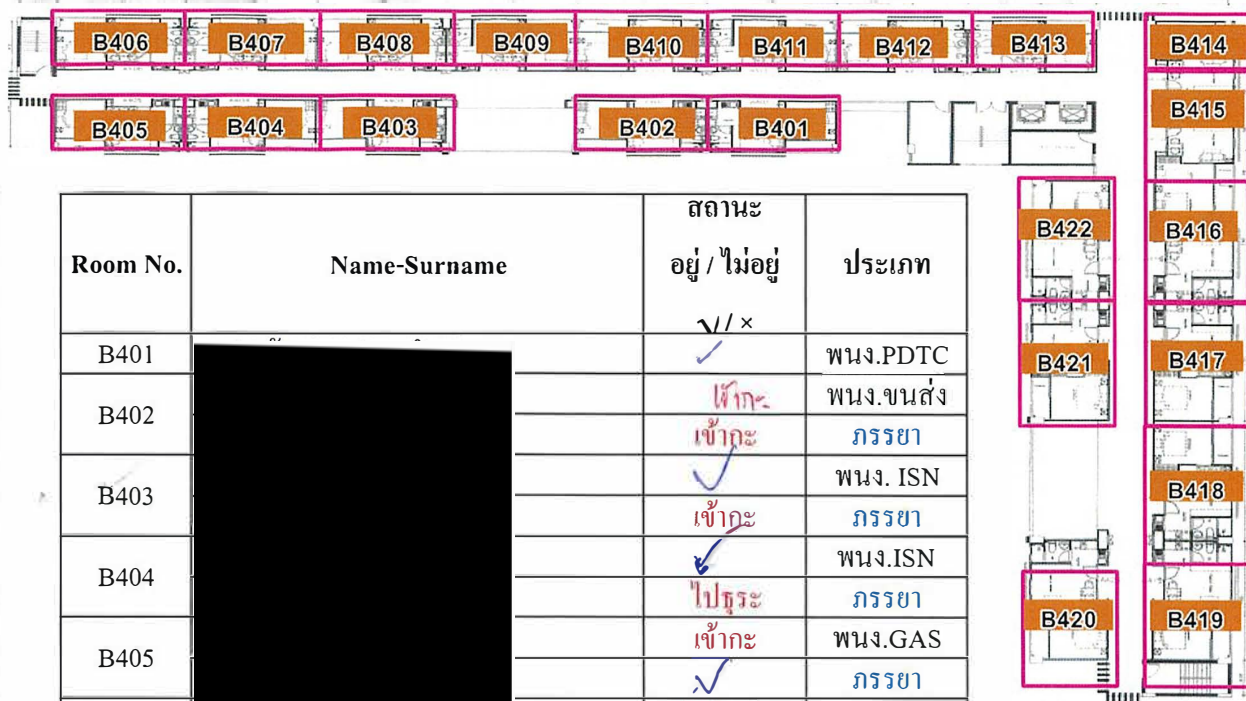 B406 B407 B408 B409 B410 B411 B412 B413 B414
B405 B404 B403 B402 B401 B415
B422 B416
B421 B417
B418
B420 B419
Room No. Name-Surname สถานะ อยู่ / ไม่อยู่ √/× ประเภท
B401 ✓ พนง.PDTC
B402 เข้ากะ พนง.ขนส่ง
เข้ากะ ภรรยา
B403 ✓ พนง. ISN
เข้ากะ ภรรยา
B404 ✓ พนง.ISN
ไปธุระ ภรรยา
B405 เข้ากะ พนง.GAS
✓ ภรรยา